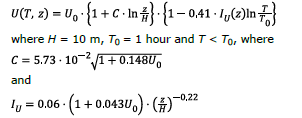 U(T, z) = U₀ · {1 + C · ln z/H} · {1 − 0.41 · I_U(z)ln T/T₀}
where H = 10 m, T₀ = 1 hour and T < T₀, where
C = 5.73 · 10⁻²√(1 + 0.148U₀)
and
I_U = 0.06 · (1 + 0.043U₀) · (z/H)^−0,22